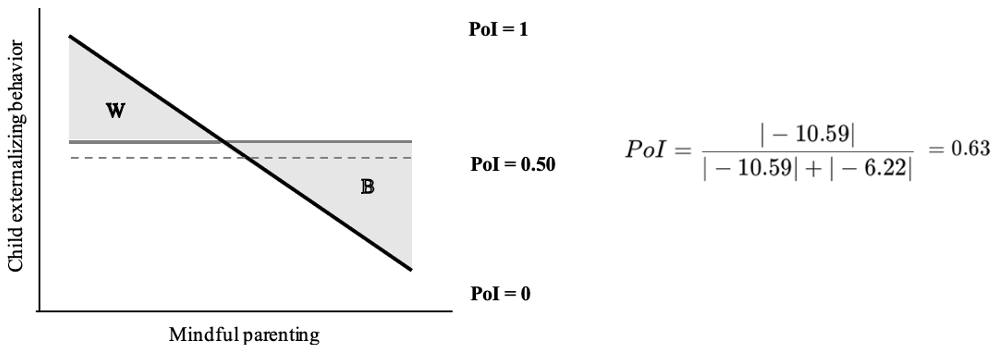 Child externalizing behavior
W
B
Mindful parenting
PoI = 1
PoI = 0.50
PoI = 0
PoI = |− 10.59| / |− 10.59| + |− 6.22| = 0.63